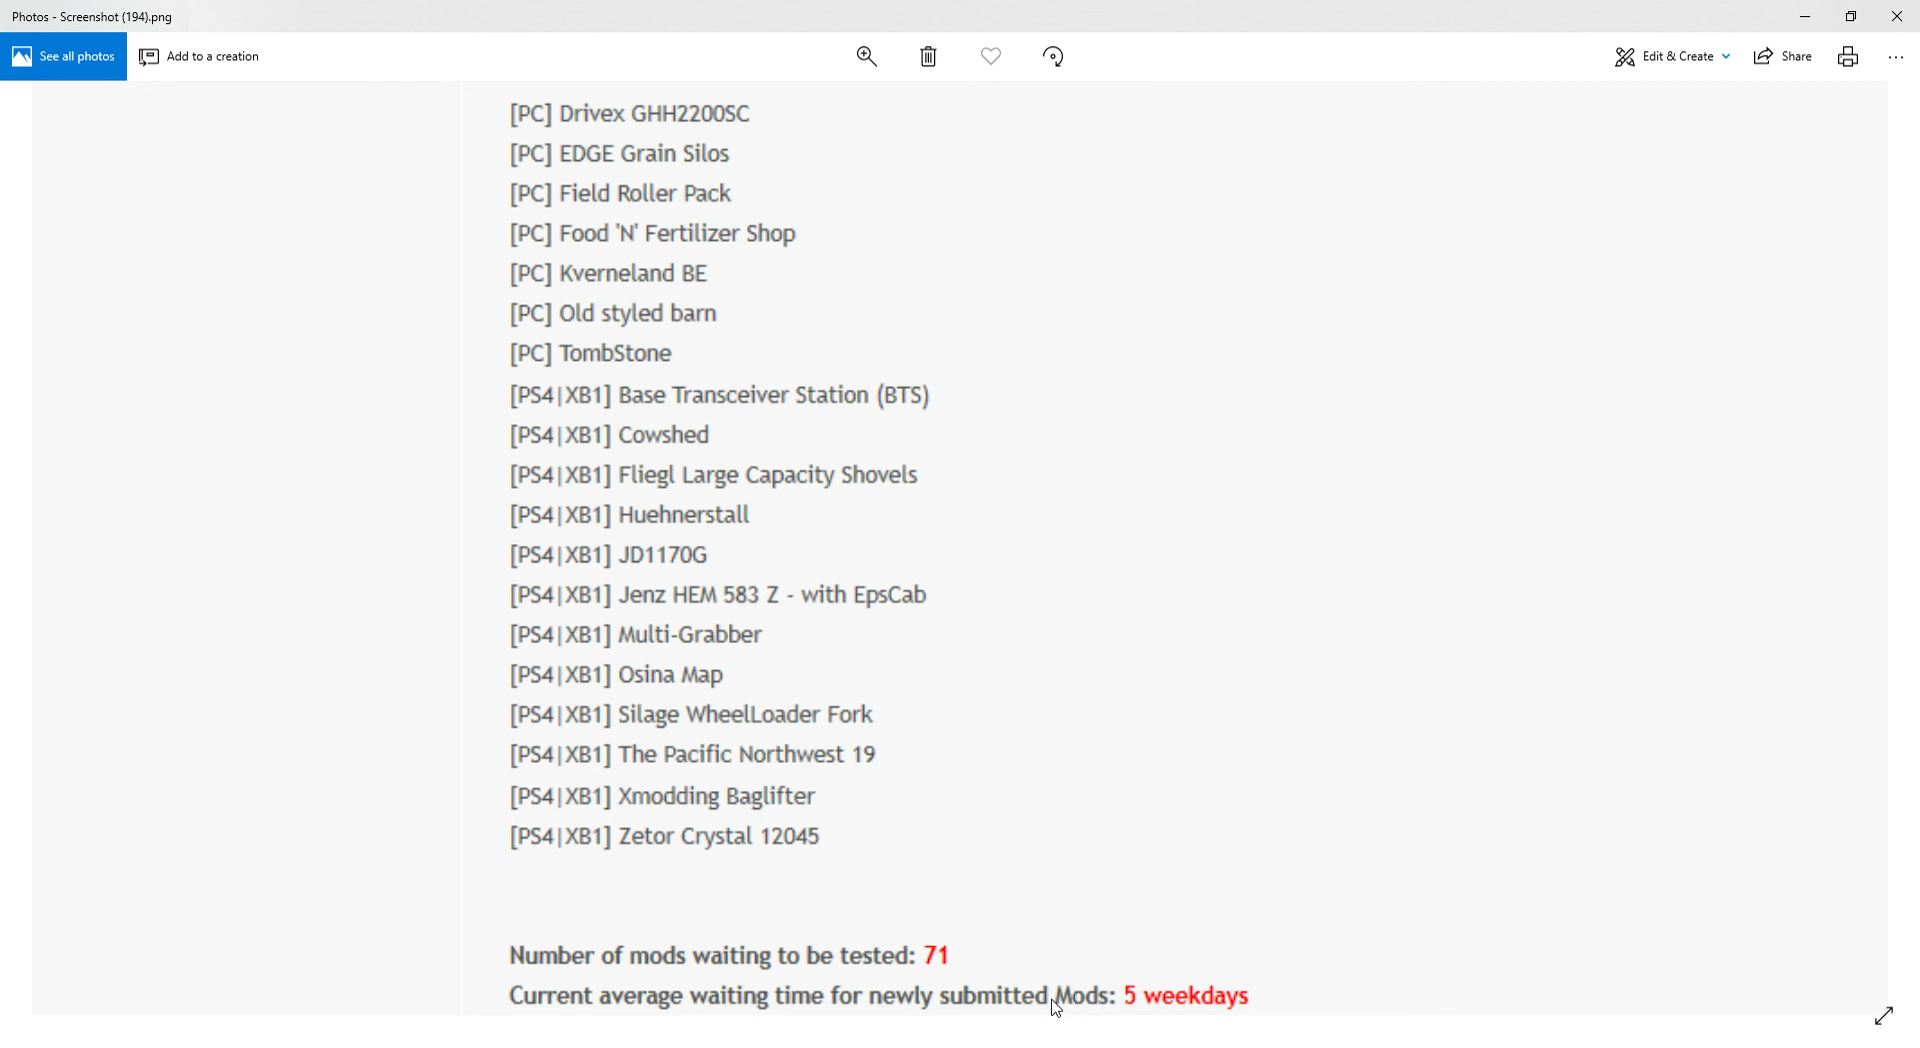 Photos - Screenshot (194).png
See all photos Add to a creation Edit & Create Share
[PC] Drivex GHH2200SC
[PC] EDGE Grain Silos
[PC] Field Roller Pack
[PC] Food 'N' Fertilizer Shop
[PC] Kverneland BE
[PC] Old styled barn
[PC] TombStone
[PS4|XB1] Base Transceiver Station (BTS)
[PS4|XB1] Cowshed
[PS4|XB1] Fliegl Large Capacity Shovels
[PS4|XB1] Huehnerstall
[PS4|XB1] JD1170G
[PS4|XB1] Jenz HEM 583 Z - with EpsCab
[PS4|XB1] Multi-Grabber
[PS4|XB1] Osina Map
[PS4|XB1] Silage WheelLoader Fork
[PS4|XB1] The Pacific Northwest 19
[PS4|XB1] Xmodding Baglifter
[PS4|XB1] Zetor Crystal 12045
Number of mods waiting to be tested: 71
Current average waiting time for newly submitted Mods: 5 weekdays